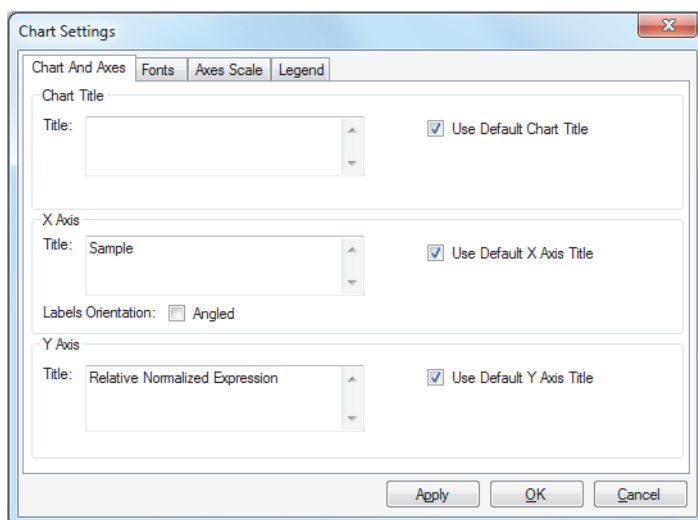 Chart Settings
Chart And Axes Fonts Axes Scale Legend
Chart Title
Title:
Use Default Chart Title
X Axis
Title: Sample
Use Default X Axis Title
Labels Orientation: Angled
Y Axis
Title: Relative Normalized Expression
Use Default Y Axis Title
Apply OK Cancel